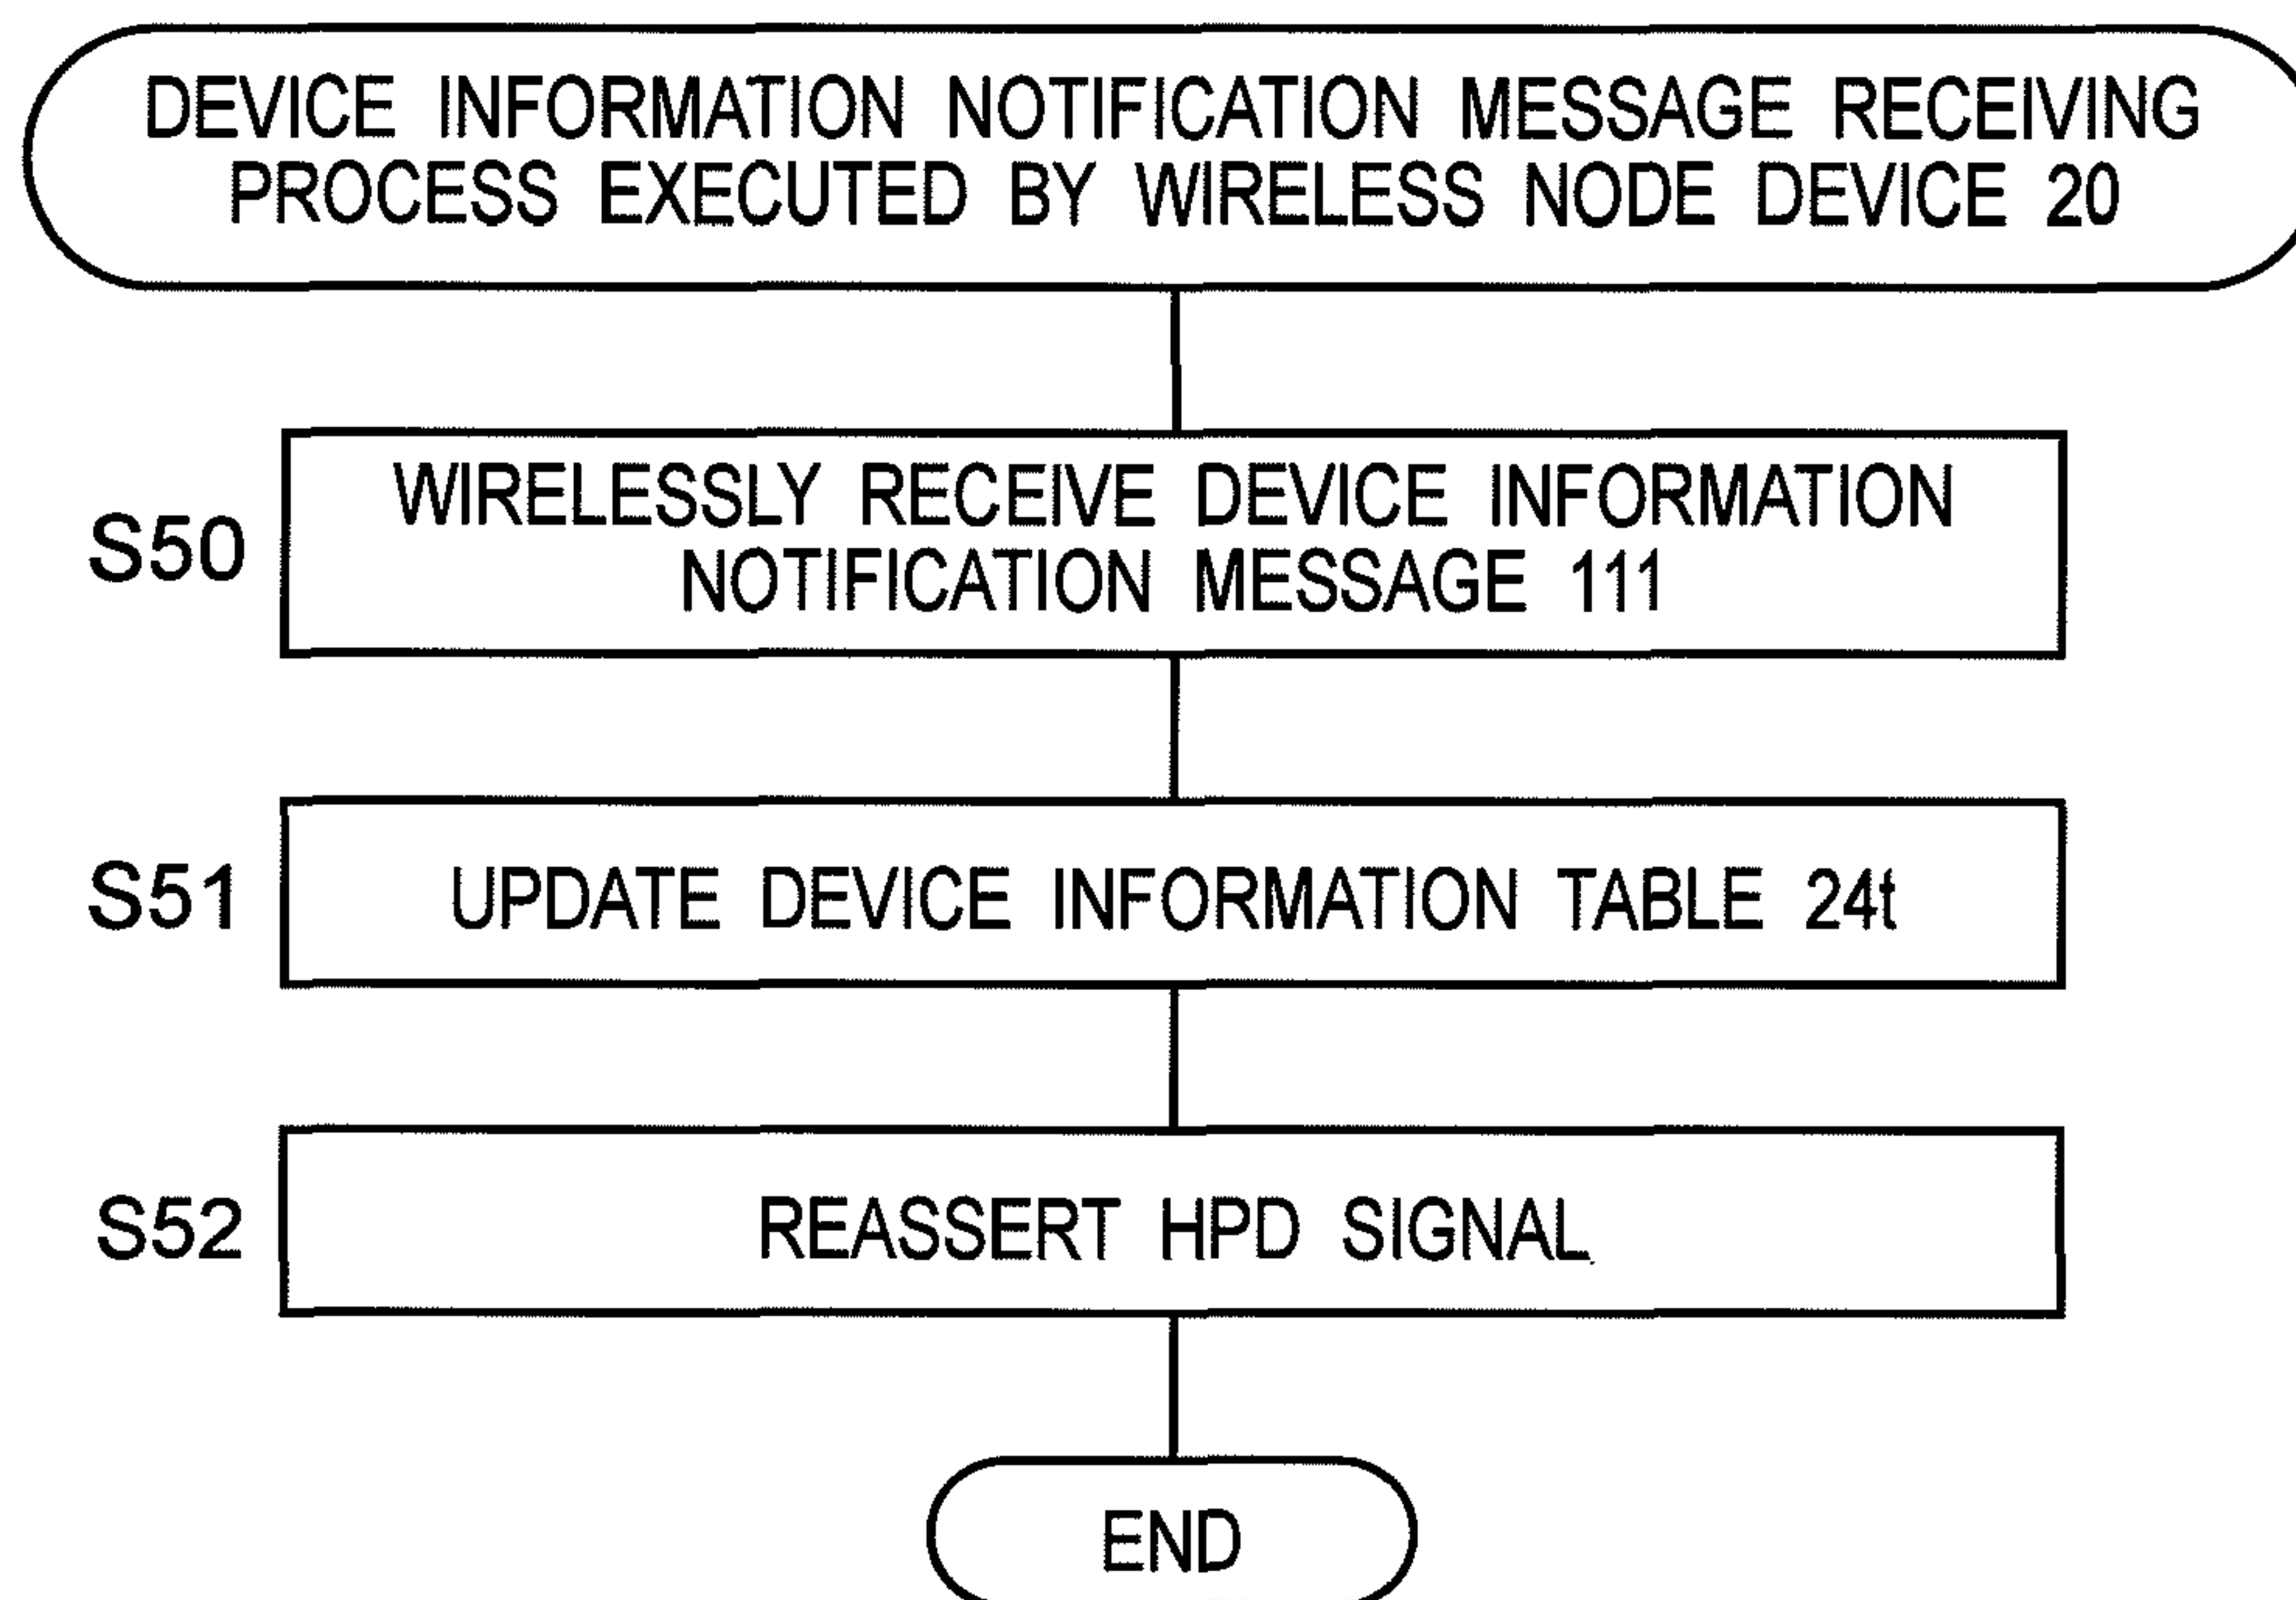 DEVICE INFORMATION NOTIFICATION MESSAGE RECEIVING
PROCESS EXECUTED BY WIRELESS NODE DEVICE 20
S50
WIRELESSLY RECEIVE DEVICE INFORMATION
NOTIFICATION MESSAGE 111
S51
UPDATE DEVICE INFORMATION TABLE 24t
S52
REASSERT HPD SIGNAL
END